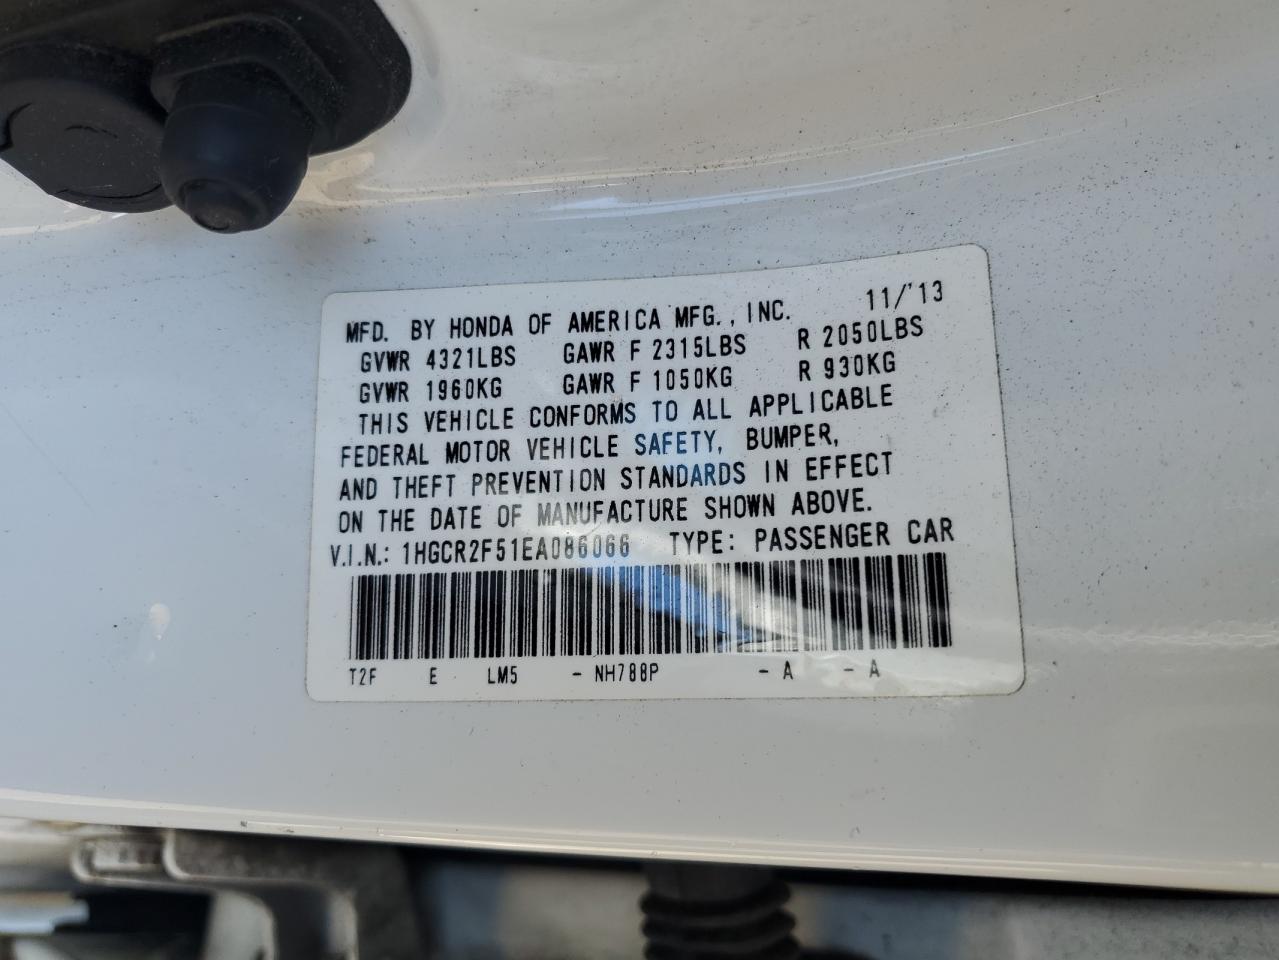 MFD. BY HONDA OF AMERICA MFG., INC. 11/'13
GVWR 4321LBS GAWR F 2315LBS R 2050LBS
GVWR 1960KG GAWR F 1050KG R 930KG
THIS VEHICLE CONFORMS TO ALL APPLICABLE
FEDERAL MOTOR VEHICLE SAFETY, BUMPER,
AND THEFT PREVENTION STANDARDS IN EFFECT
ON THE DATE OF MANUFACTURE SHOWN ABOVE.
V.I.N.: 1HGCR2F51EA086066 TYPE: PASSENGER CAR
T2F E LM5 - NH788P - A - A